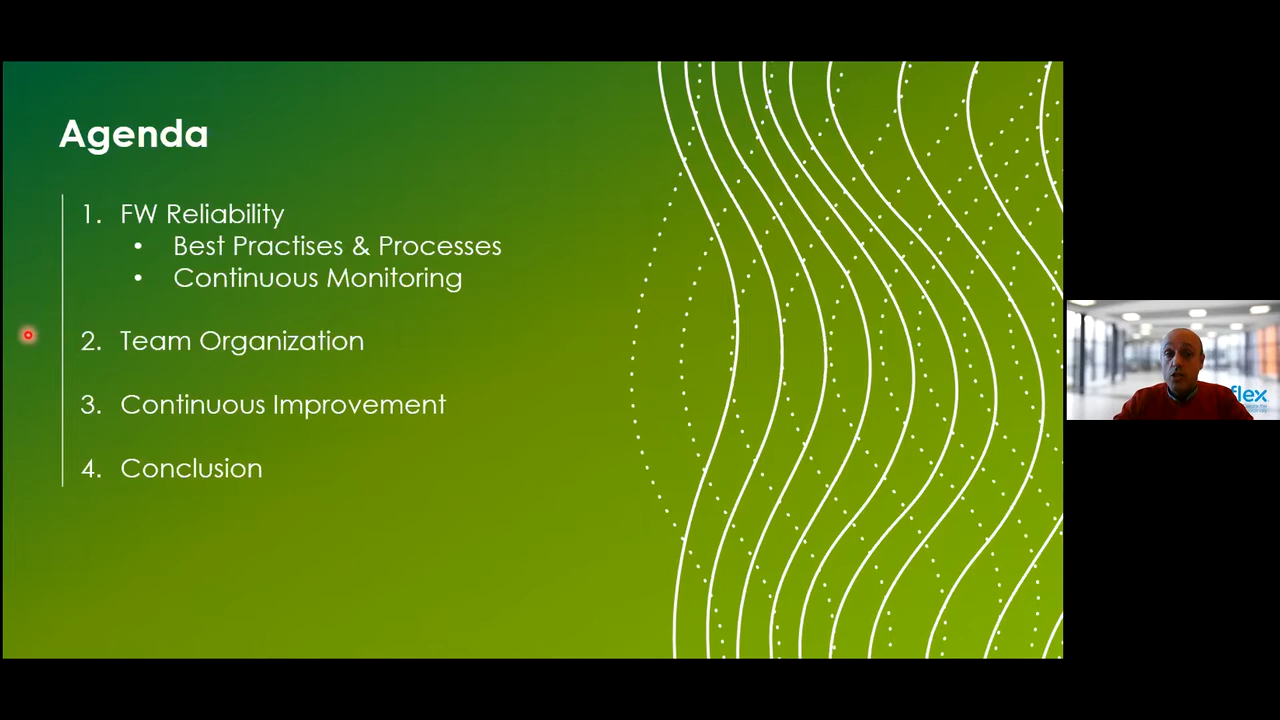 Agenda
1. FW Reliability
• Best Practises & Processes
• Continuous Monitoring
2. Team Organization
3. Continuous Improvement
4. Conclusion
flex